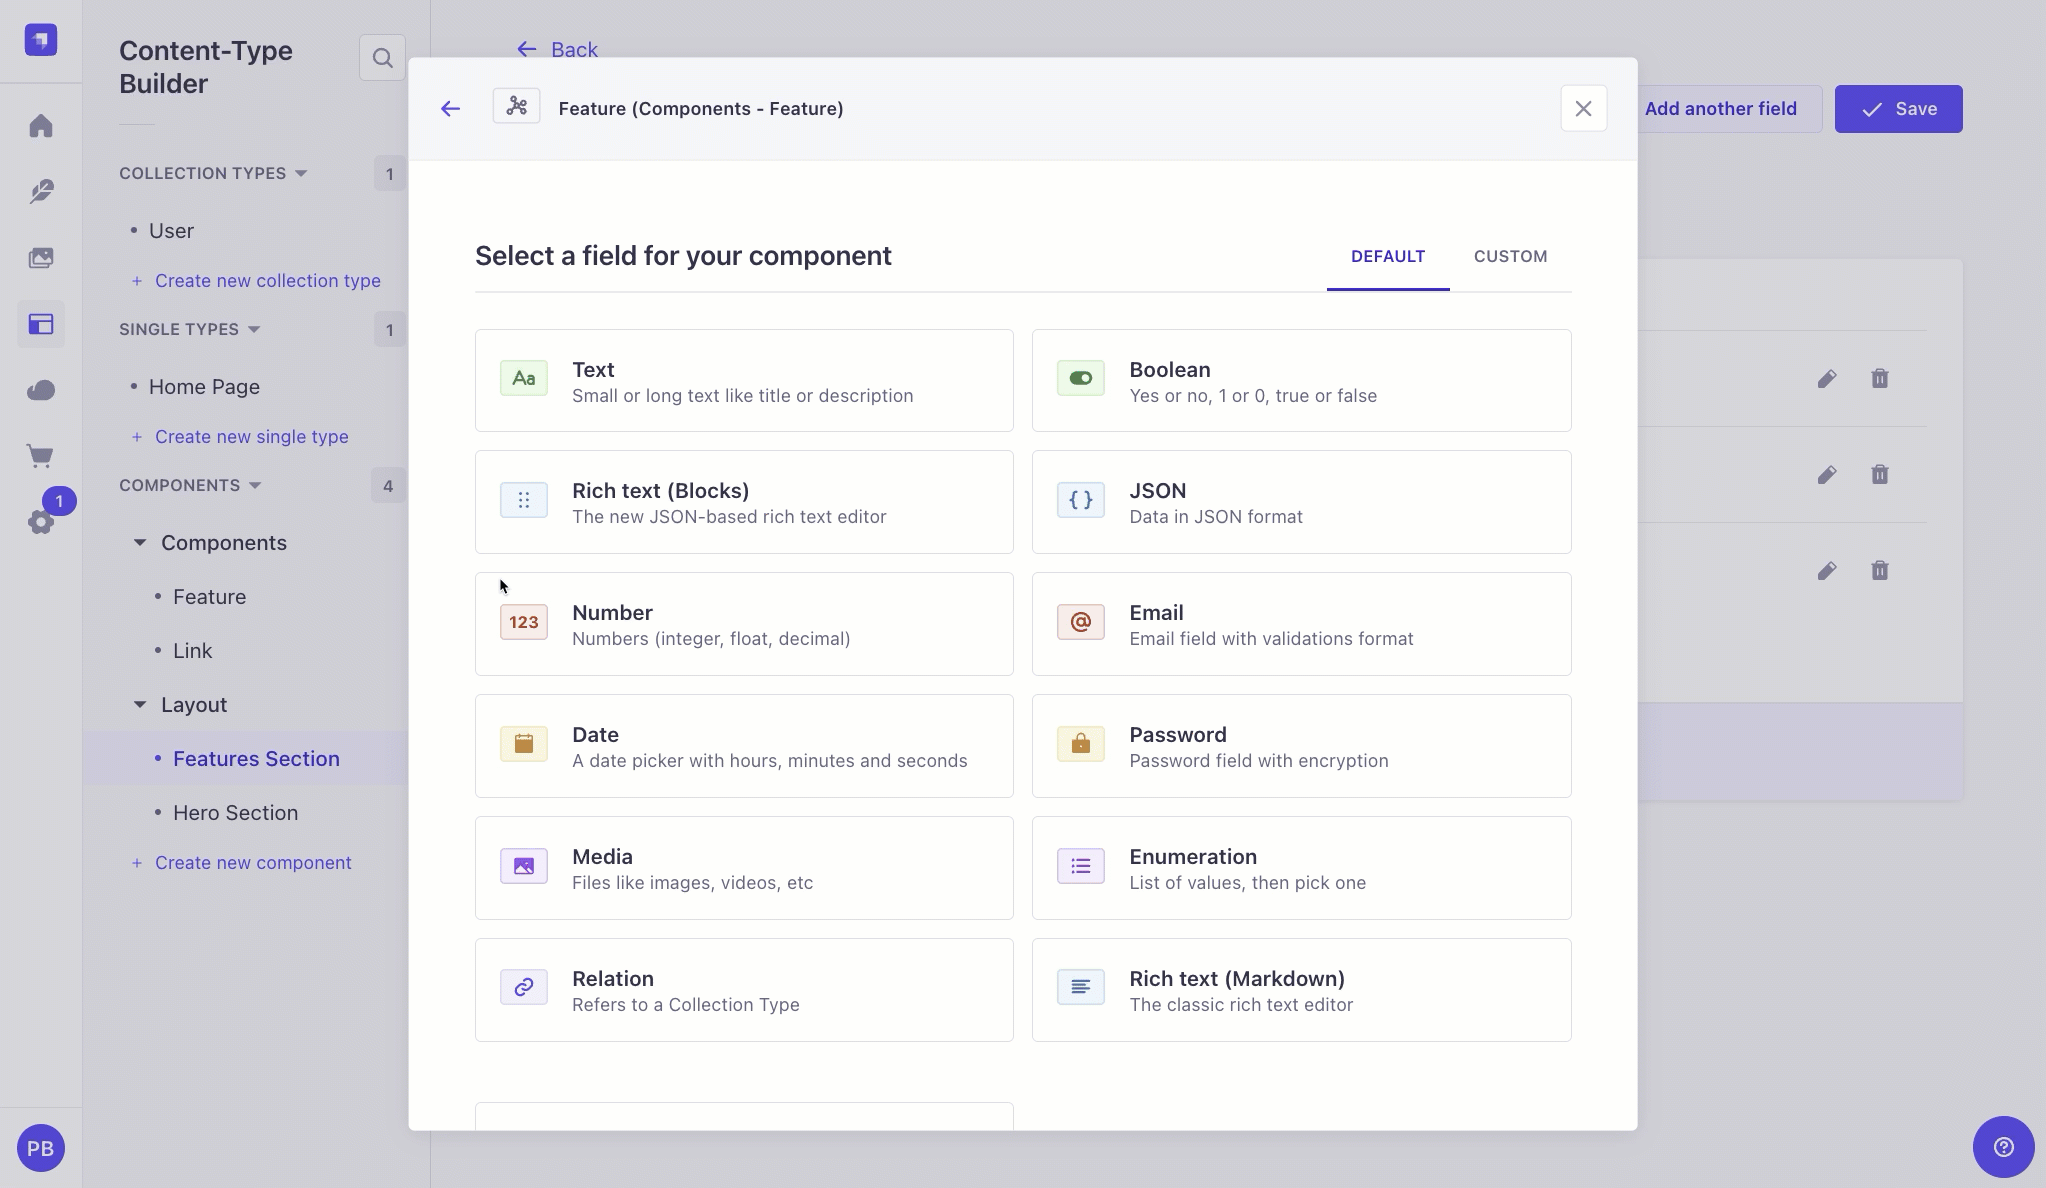 Content-Type
Builder
COLLECTION TYPES
1
User
+ Create new collection type
SINGLE TYPES
1
Home Page
+ Create new single type
COMPONENTS
4
1
Components
Feature
Link
Layout
Features Section
Hero Section
+ Create new component
PB
Back
Add another field
Save
Feature (Components - Feature)
Select a field for your component
DEFAULT
CUSTOM
Aa
Text
Small or long text like title or description
Boolean
Yes or no, 1 or 0, true or false
Rich text (Blocks)
The new JSON-based rich text editor
{}
JSON
Data in JSON format
123
Number
Numbers (integer, float, decimal)
@
Email
Email field with validations format
Date
A date picker with hours, minutes and seconds
Password
Password field with encryption
Media
Files like images, videos, etc
Enumeration
List of values, then pick one
Relation
Refers to a Collection Type
Rich text (Markdown)
The classic rich text editor
?